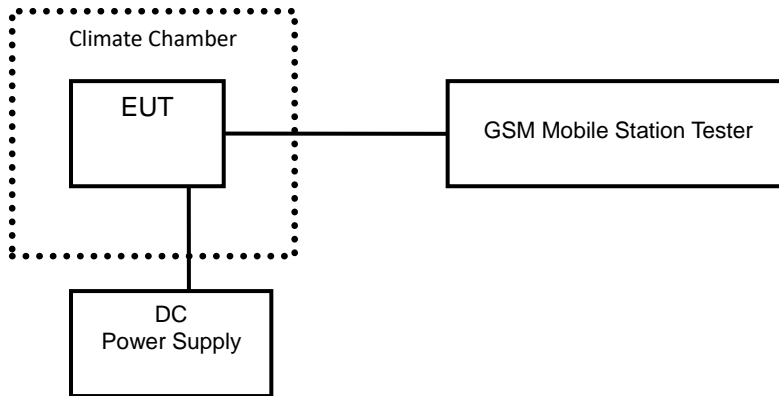 Climate Chamber
EUT
GSM Mobile Station Tester
DC
Power Supply